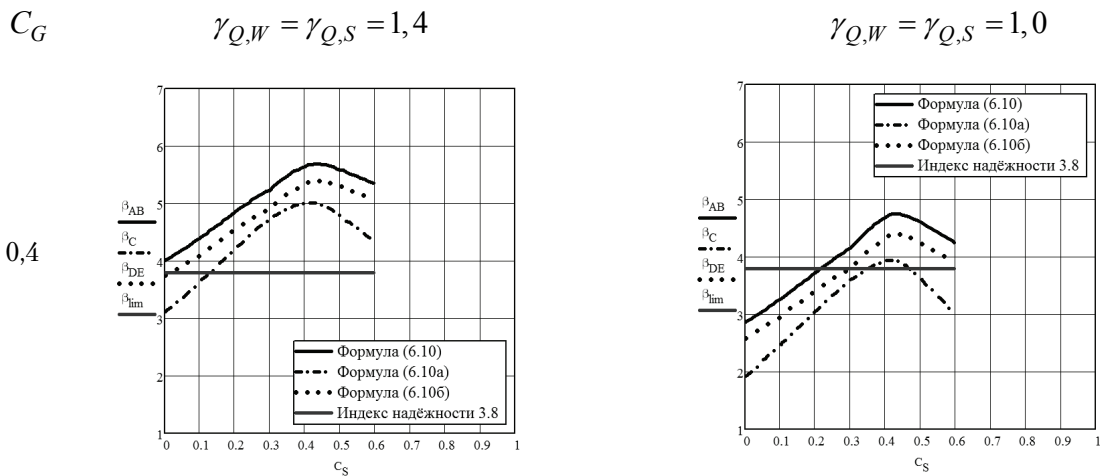 C_G
γ_{Q,W} = γ_{Q,S} = 1,4
γ_{Q,W} = γ_{Q,S} = 1,0
0,4
7
6
5
4
3
2
1
β_AB
β_C
β_DE
β_lim
Формула (6.10)
Формула (6.10а)
Формула (6.10б)
Индекс надёжности 3.8
0 0.1 0.2 0.3 0.4 0.5 0.6 0.7 0.8 0.9 1
C_S
7
6
5
4
3
2
1
β_AB
β_C
β_DE
β_lim
Формула (6.10)
Формула (6.10а)
Формула (6.10б)
Индекс надёжности 3.8
0 0.1 0.2 0.3 0.4 0.5 0.6 0.7 0.8 0.9 1
C_S